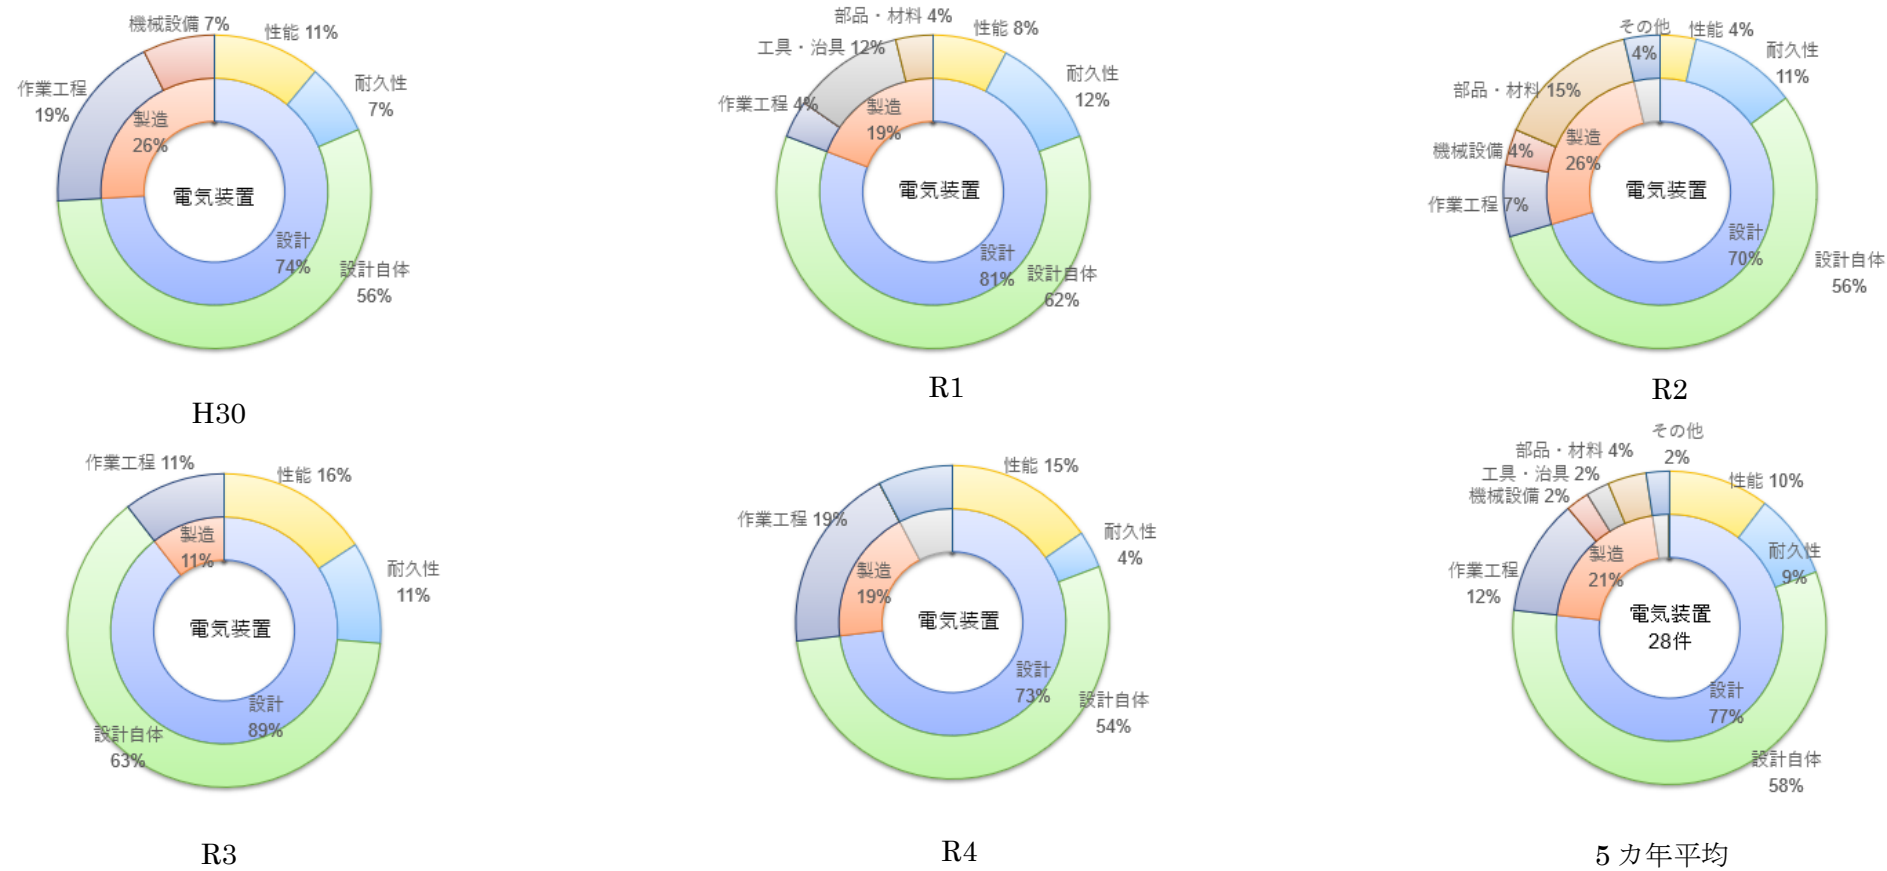 機械設備 7%
性能 11%
耐久性
7%
作業工程
19%
製造
26%
電気装置
設計
74%
設計自体
56%
H30
部品・材料 4%
性能 8%
工具・治具 12%
耐久性
12%
作業工程 4%
製造
19%
電気装置
設計
81%
設計自体
62%
R1
その他
4%
性能 4%
耐久性
11%
部品・材料 15%
機械設備 4%
製造
26%
作業工程 7%
電気装置
設計
70%
設計自体
56%
R2
作業工程 11%
性能 16%
製造
11%
耐久性
11%
電気装置
設計
89%
設計自体
63%
R3
性能 15%
作業工程 19%
耐久性
4%
製造
19%
電気装置
設計
73%
設計自体
54%
R4
その他
2%
部品・材料 4%
工具・治具 2%
機械設備 2%
性能 10%
耐久性
9%
作業工程
12%
製造
21%
電気装置
28件
設計
77%
設計自体
58%
5 カ年平均